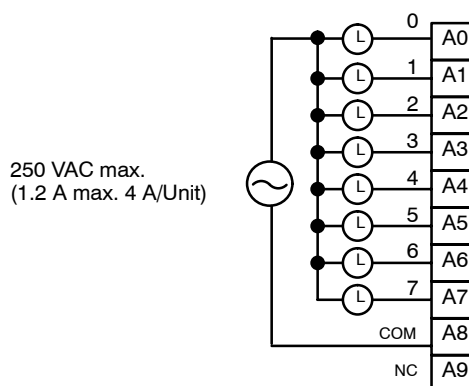 250 VAC max.
(1.2 A max. 4 A/Unit)
L 0 A0
L 1 A1
L 2 A2
L 3 A3
L 4 A4
L 5 A5
L 6 A6
L 7 A7
COM A8
NC A9